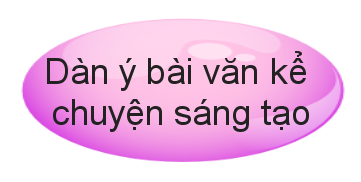 Dàn ý bài văn kể
chuyện sáng tạo